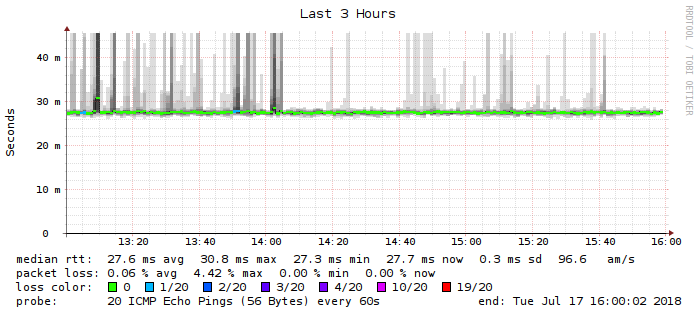 Last 3 Hours
RRDTOOL / TOBI OETIKER
Seconds
40 m
30 m
20 m
10 m
0
13:20 13:40 14:00 14:20 14:40 15:00 15:20 15:40 16:00
median rtt: 27.6 ms avg 30.8 ms max 27.3 ms min 27.7 ms now 0.3 ms sd 96.6 am/s
packet loss: 0.06 % avg 4.42 % max 0.00 % min 0.00 % now
loss color: 0 1/20 2/20 3/20 4/20 10/20 19/20
probe: 20 ICMP Echo Pings (56 Bytes) every 60s end: Tue Jul 17 16:00:02 2018